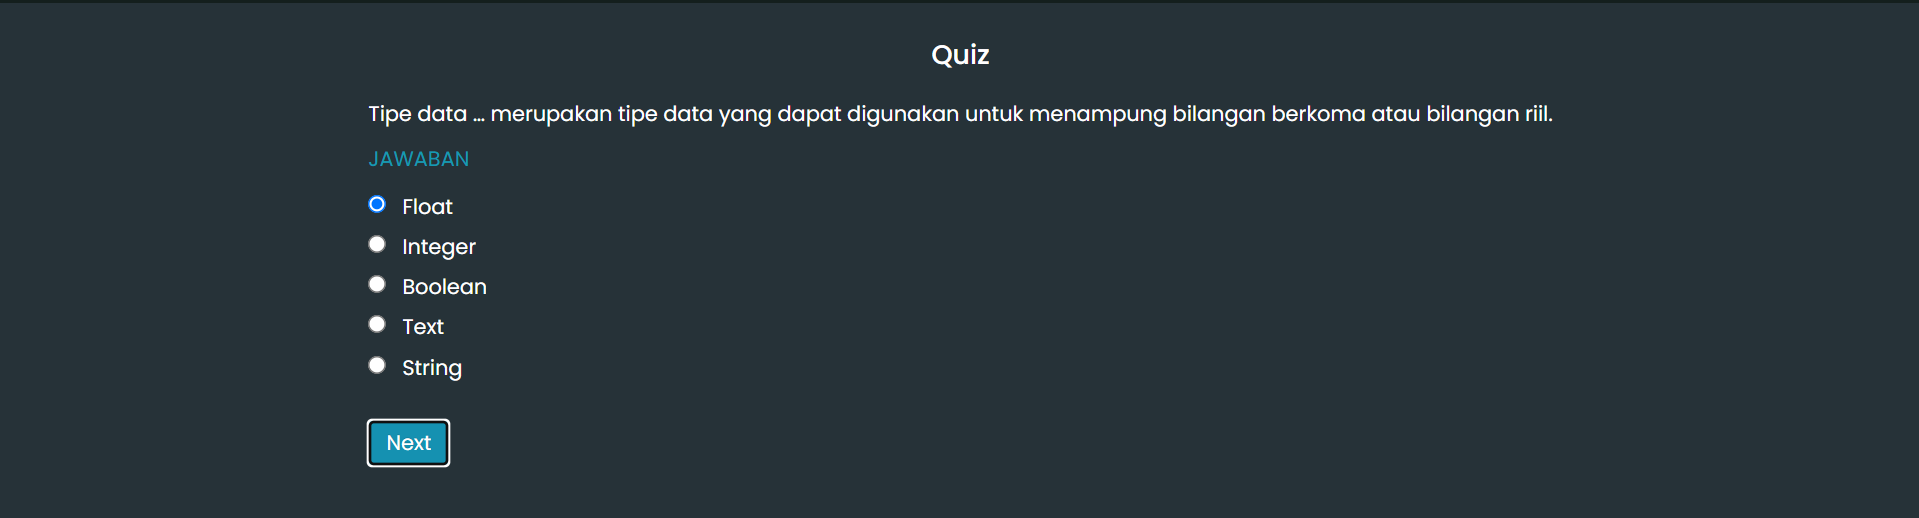 Quiz
Tipe data ... merupakan tipe data yang dapat digunakan untuk menampung bilangan berkoma atau bilangan riil.
JAWABAN
Float
Integer
Boolean
Text
String
Next